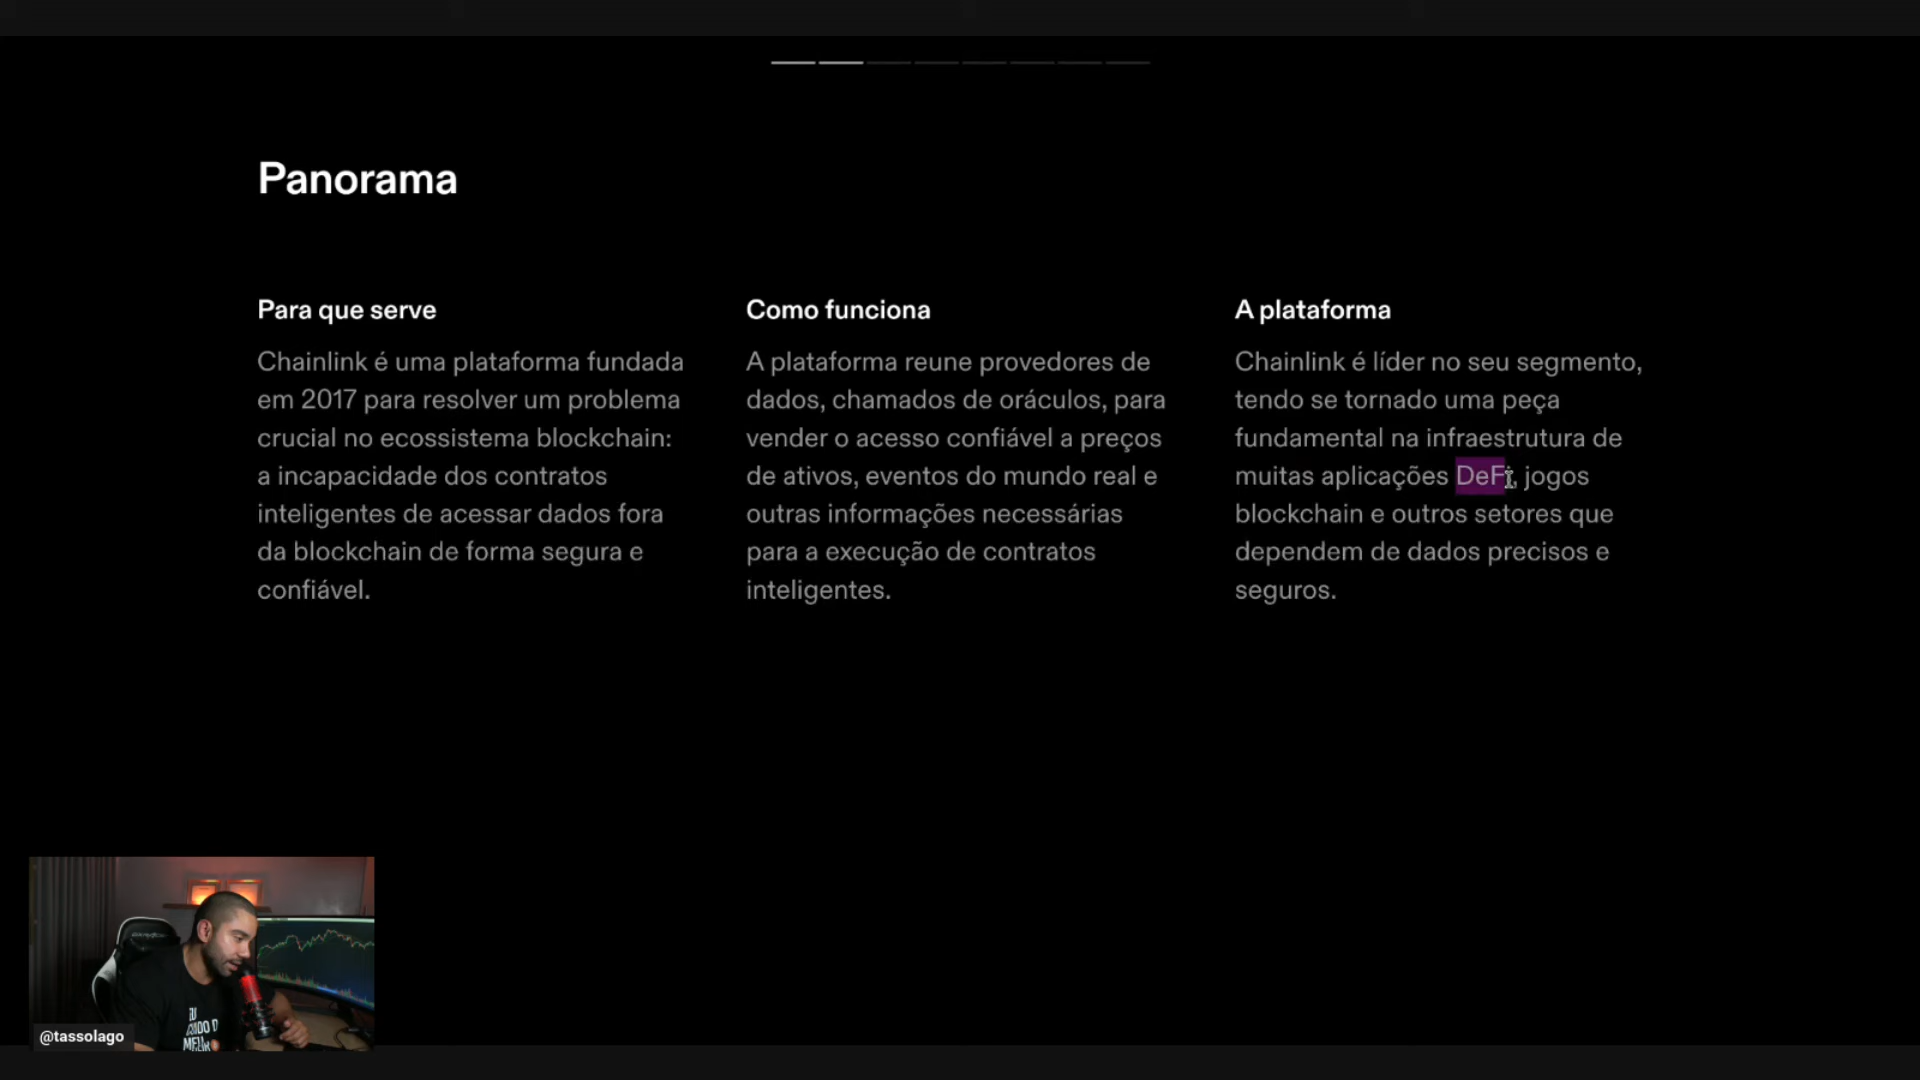 Panorama
Para que serve
Chainlink é uma plataforma fundada
em 2017 para resolver um problema
crucial no ecossistema blockchain:
a incapacidade dos contratos
inteligentes de acessar dados fora
da blockchain de forma segura e
confiável.
Como funciona
A plataforma reune provedores de
dados, chamados de oráculos, para
vender o acesso confiável a preços
de ativos, eventos do mundo real e
outras informações necessárias
para a execução de contratos
inteligentes.
A plataforma
Chainlink é líder no seu segmento,
tendo se tornado uma peça
fundamental na infraestrutura de
muitas aplicações DeFi, jogos
blockchain e outros setores que
dependem de dados precisos e
seguros.
EU
@tassolago